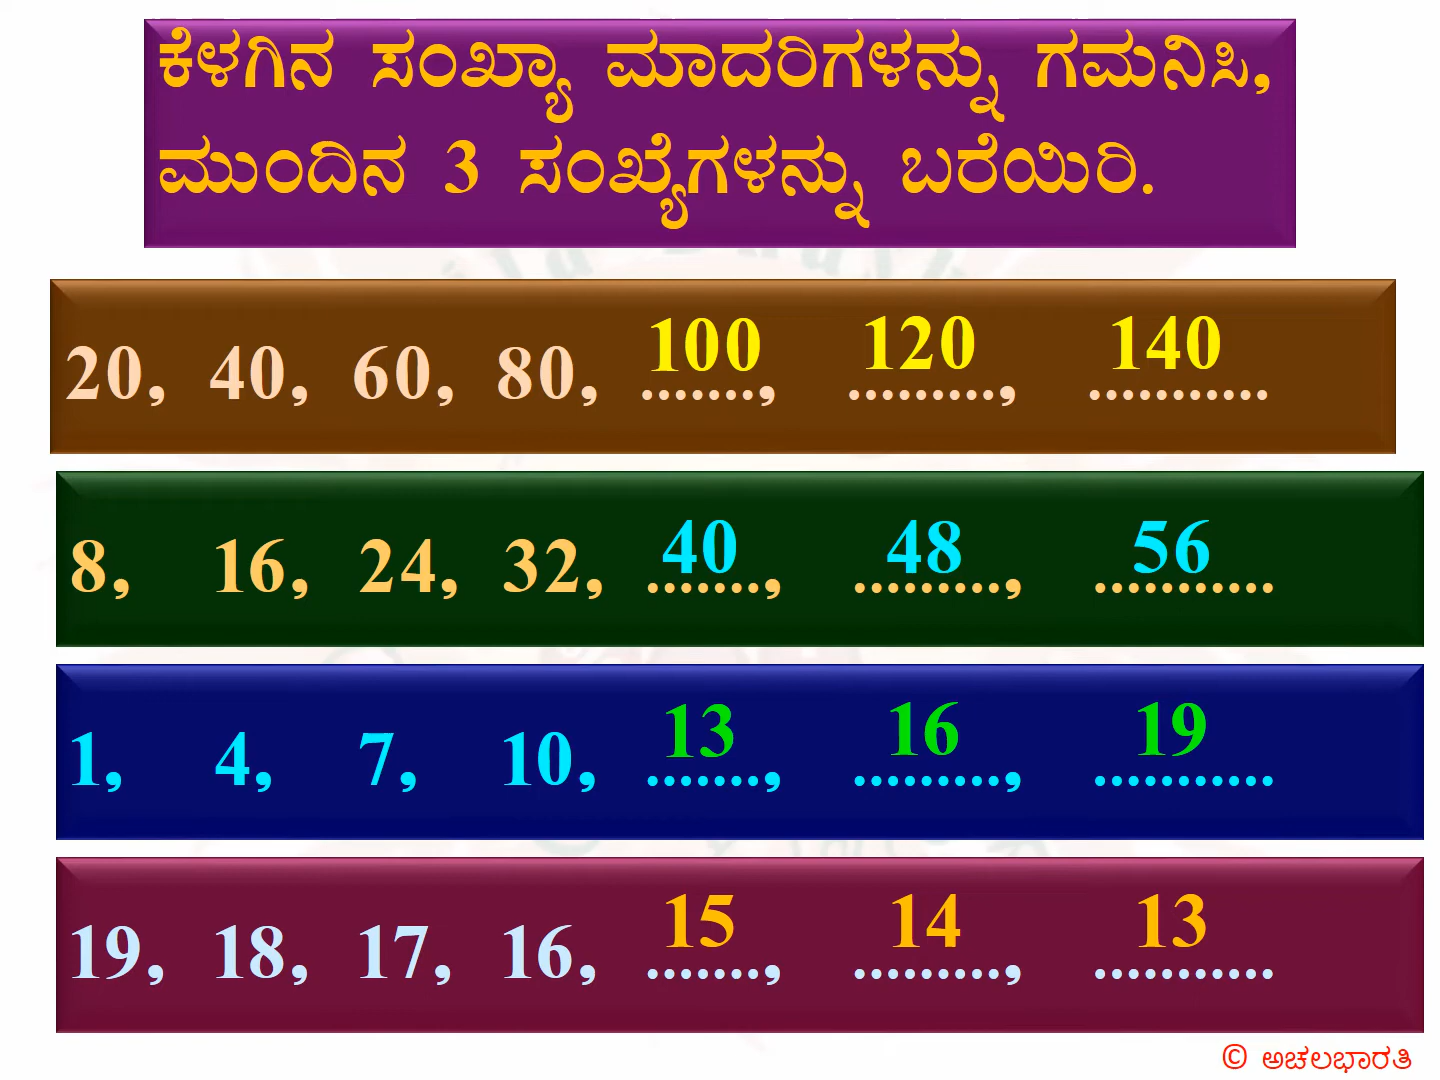 ಕೆಳಗಿನ ಸಂಖ್ಯಾ ಮಾದರಿಗಳನ್ನು ಗಮನಿಸಿ,
ಮುಂದಿನ 3 ಸಂಖ್ಯೆಗಳನ್ನು ಬರೆಯಿರಿ.
20, 40, 60, 80, 100, 120, 140
8, 16, 24, 32, 40, 48, 56
1, 4, 7, 10, 13, 16, 19
19, 18, 17, 16, 15, 14, 13
© ಅಚಲಭಾರತಿ